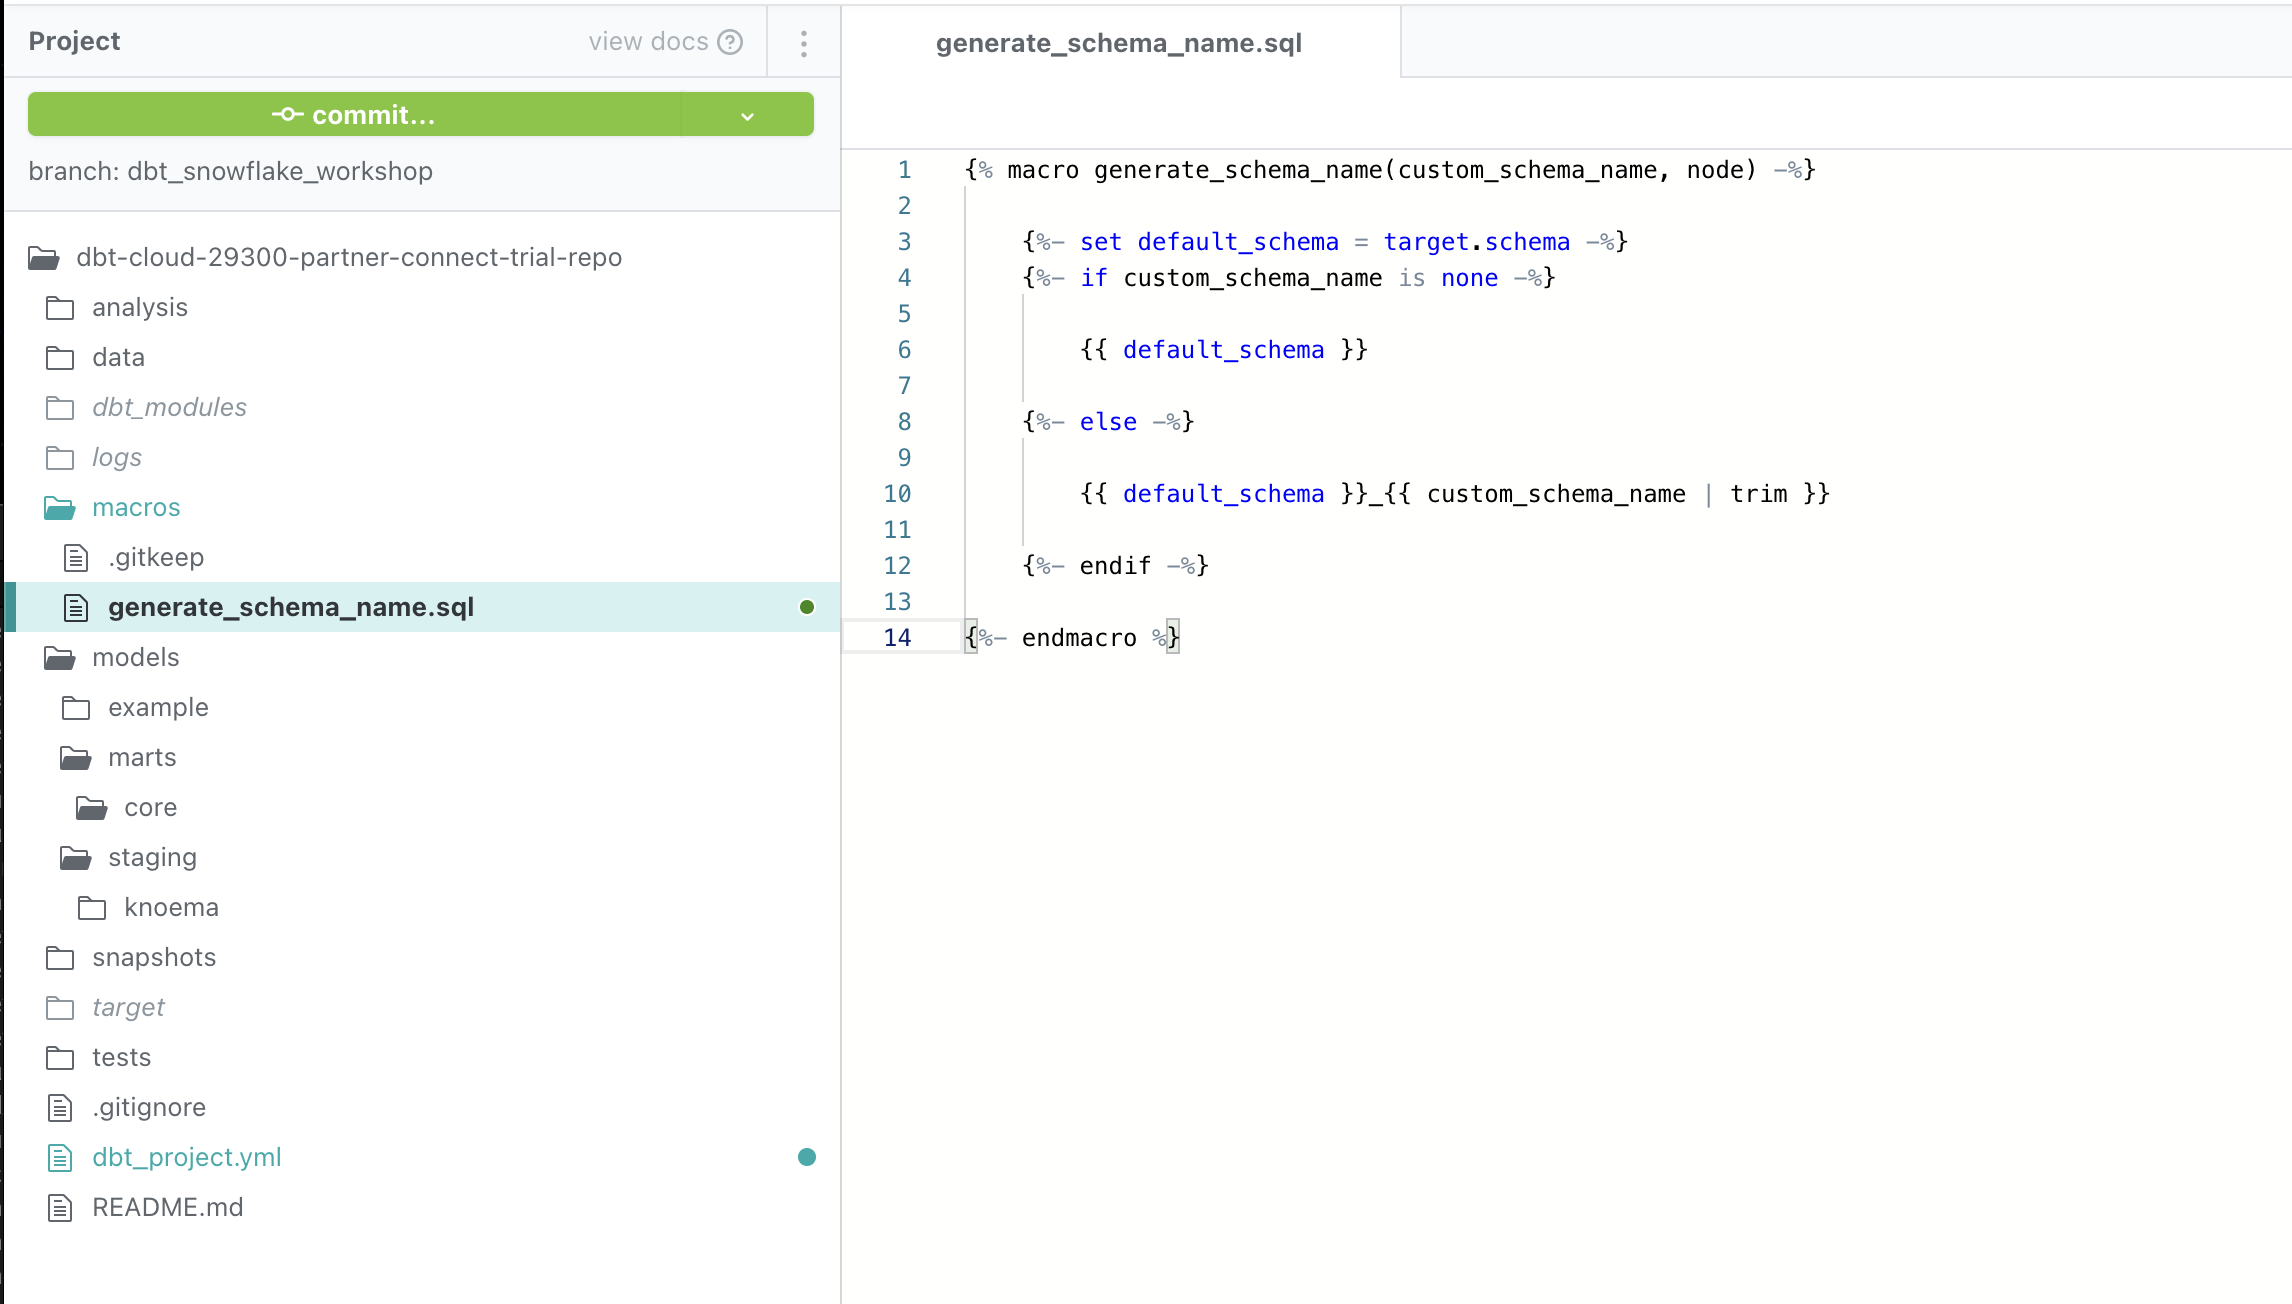 Project
view docs
commit...
branch: dbt_snowflake_workshop
dbt-cloud-29300-partner-connect-trial-repo
analysis
data
dbt_modules
logs
macros
.gitkeep
generate_schema_name.sql
models
example
marts
core
staging
knoema
snapshots
target
tests
.gitignore
dbt_project.yml
README.md
generate_schema_name.sql
1 {% macro generate_schema_name(custom_schema_name, node) -%}
2
3 {%- set default_schema = target.schema -%}
4 {%- if custom_schema_name is none -%}
5
6 {{ default_schema }}
7
8 {%- else -%}
9
10 {{ default_schema }}_{{ custom_schema_name | trim }}
11
12 {%- endif -%}
13
14 {%- endmacro %}